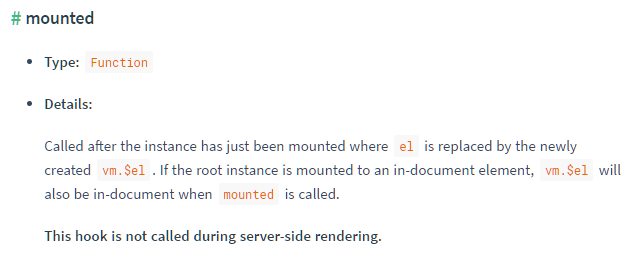 # mounted
• Type: Function
• Details:
Called after the instance has just been mounted where el is replaced by the newly
created vm.$el . If the root instance is mounted to an in-document element, vm.$el will
also be in-document when mounted is called.
This hook is not called during server-side rendering.